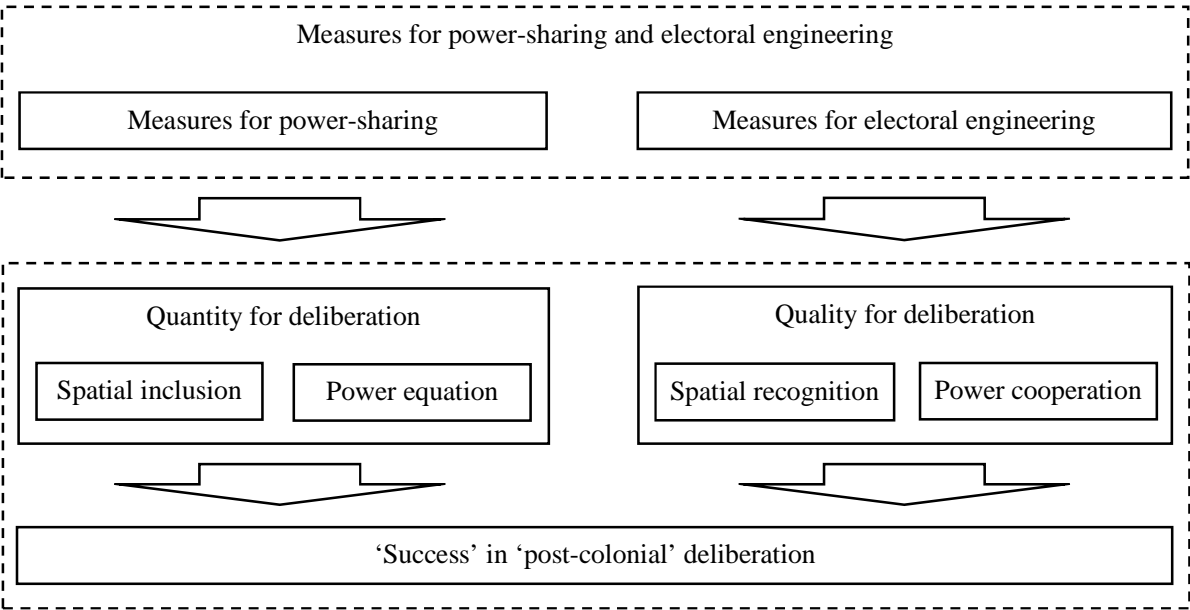 Measures for power-sharing and electoral engineering
Measures for power-sharing
Measures for electoral engineering
Quantity for deliberation
Spatial inclusion
Power equation
Quality for deliberation
Spatial recognition
Power cooperation
‘Success’ in ‘post-colonial’ deliberation